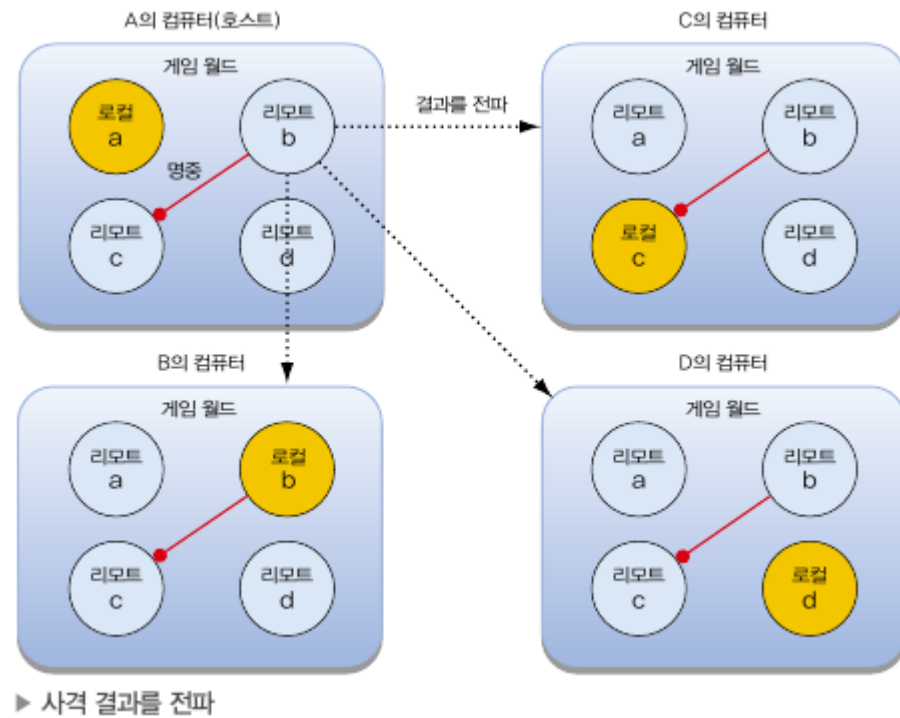 A의 컴퓨터(호스트)
게임 월드
로컬
a
리모트
b
명중
리모트
c
리모트
d
결과를 전파
C의 컴퓨터
게임 월드
리모트
a
리모트
b
로컬
c
리모트
d
B의 컴퓨터
게임 월드
리모트
a
로컬
b
리모트
c
리모트
d
D의 컴퓨터
게임 월드
리모트
a
리모트
b
리모트
c
로컬
d
▶ 사격 결과를 전파